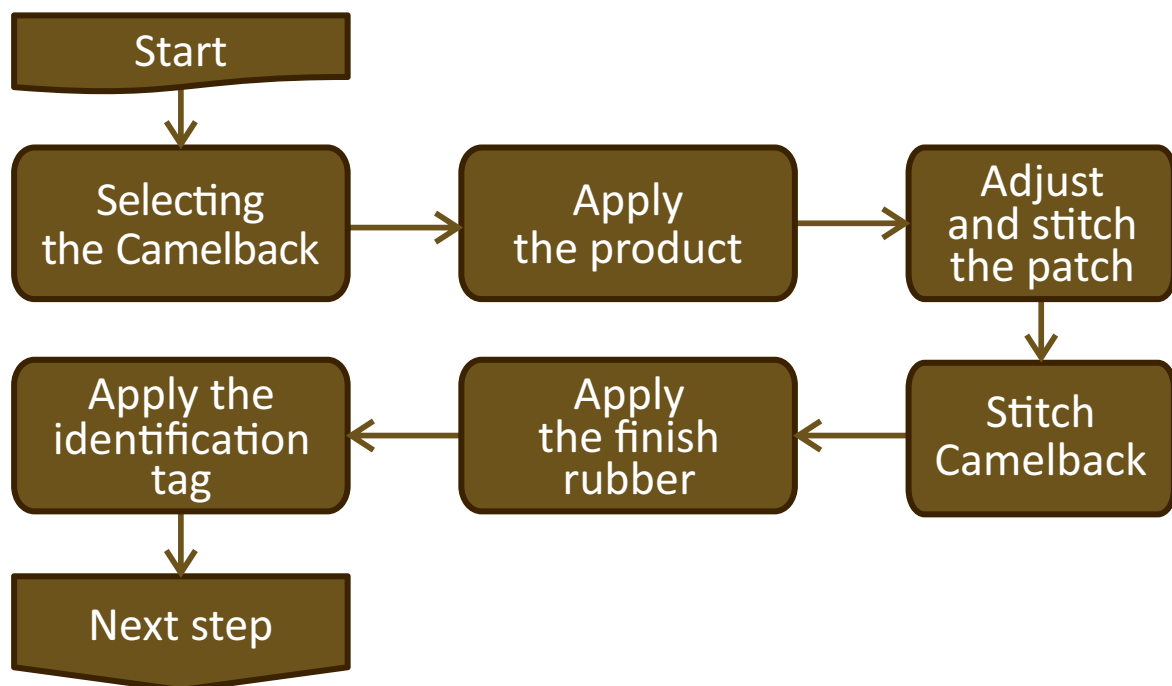 Start
Selecting
the Camelback
Apply
the product
Adjust
and stitch
the patch
Stitch
Camelback
Apply
the finish
rubber
Apply the
identification
tag
Next step